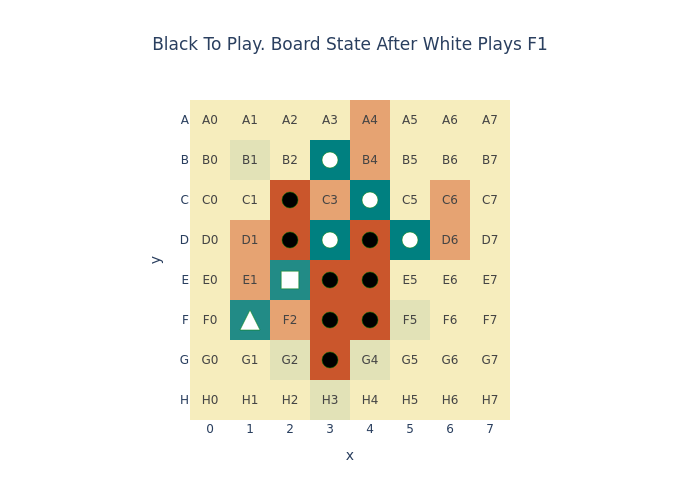 Black To Play. Board State After White Plays F1
A A0 A1 A2 A3 A4 A5 A6 A7
B B0 B1 B2 B4 B5 B6 B7
C C0 C1 C3 C5 C6 C7
D D0 D1 D6 D7
y
E E0 E1 E5 E6 E7
F F0 F2 F5 F6 F7
G G0 G1 G2 G4 G5 G6 G7
H H0 H1 H2 H3 H4 H5 H6 H7
0 1 2 3 4 5 6 7
x